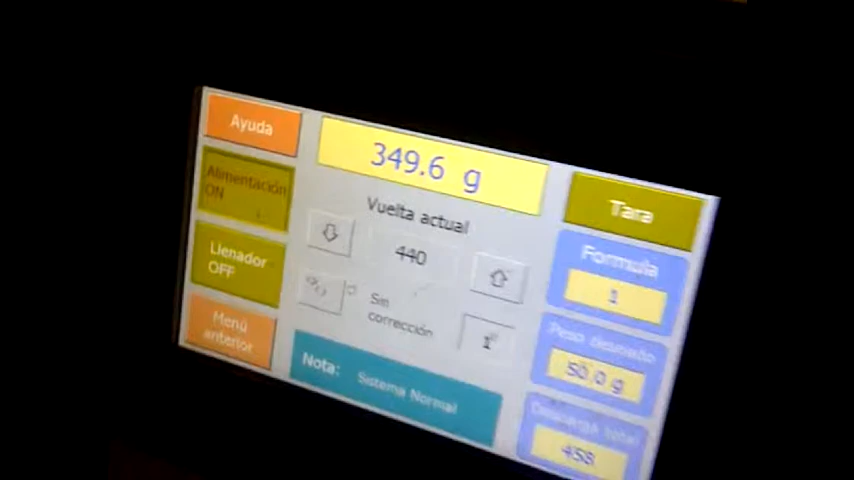 Ayuda
349.6 g
Tara
Alimentación
ON
Vuelta actual
440
Formula
1
Llenador
OFF
Sin
corrección
Peso deseado
50.0 g
Menú
anterior
Nota: Sistema Normal
Descarga total
458